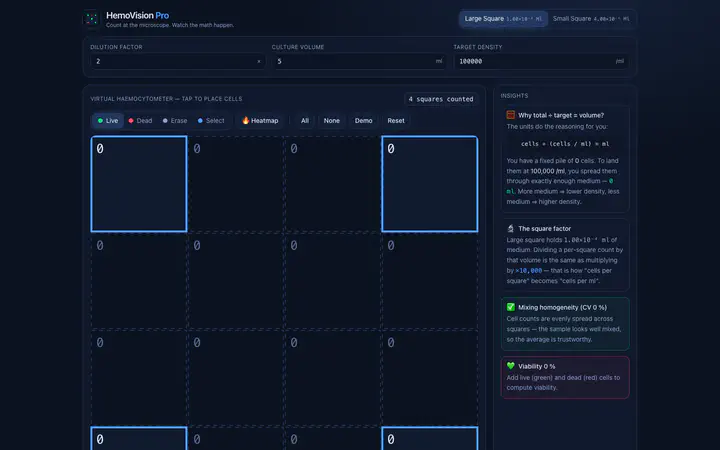 HemoVision Pro
Count at the microscope. Watch the math happen.
Large Square 1.00×10⁻⁴ ml
Small Square 4.00×10⁻⁶ ml
DILUTION FACTOR
2 ×
CULTURE VOLUME
5 ml
TARGET DENSITY
100000 /ml
VIRTUAL HAEMOCYTOMETER — TAP TO PLACE CELLS
4 squares counted
Live Dead Erase Select Heatmap All None Demo Reset
0 0 0 0
0 0 0 0
0 0 0 0
0 0 0 0
INSIGHTS
Why total ÷ target = volume?
The units do the reasoning for you:
cells ÷ (cells / ml) = ml
You have a fixed pile of 0 cells. To land
them at 100,000 /ml, you spread them
through exactly enough medium — 0
ml. More medium ⇒ lower density, less
medium ⇒ higher density.
The square factor
Large square holds 1.00×10⁻⁴ ml of
medium. Dividing a per-square count by
that volume is the same as multiplying
by ×10,000 — that is how "cells per
square" becomes "cells per ml".
Mixing homogeneity (CV 0 %)
Cell counts are evenly spread across
squares — the sample looks well mixed,
so the average is trustworthy.
Viability 0 %
Add live (green) and dead (red) cells to
compute viability.